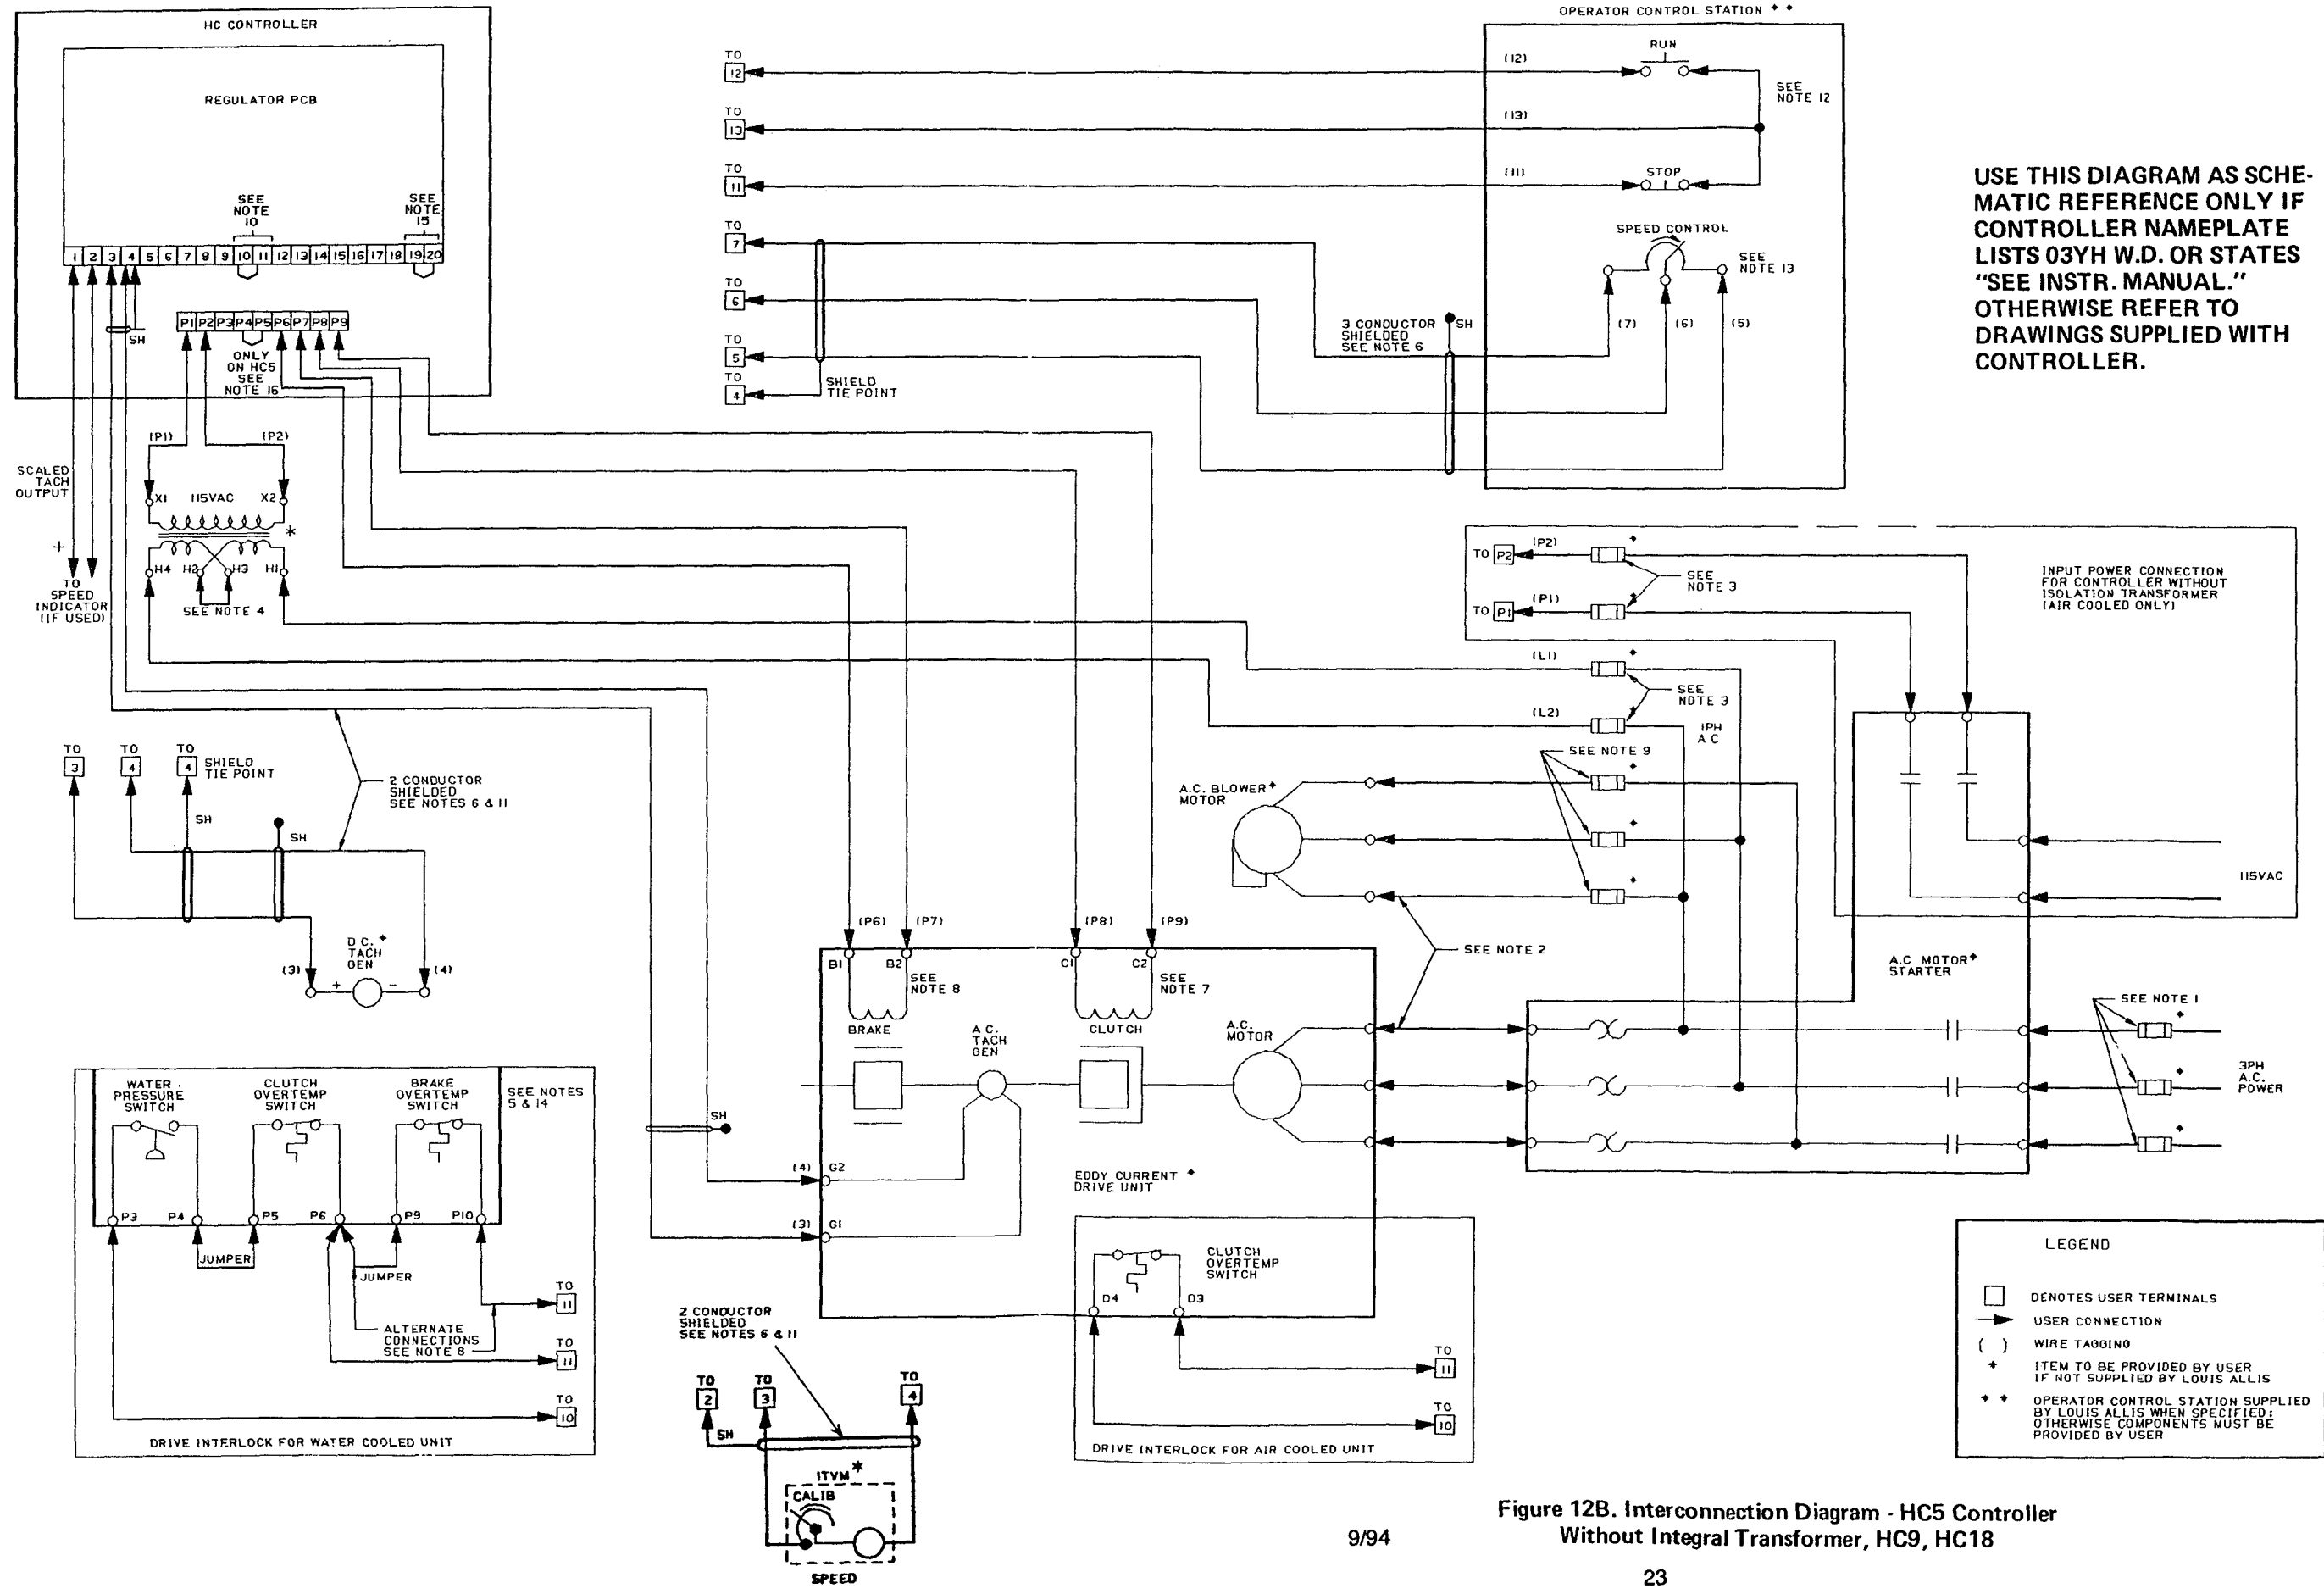 HC CONTROLLER
REGULATOR PCB
SEE
NOTE
10
SEE
NOTE
15
1 2 3 4 5 6 7 8 9 10 11 12 13 14 15 16 17 18 19 20
P1 P2 P3 P4 P5 P6 P7 P8 P9
SH
ONLY
ON HC5
SEE
NOTE 16
(P1)
(P2)
SCALED
TACH
OUTPUT
X1
115VAC
X2
*
+
H4
H2
H3
H1
SEE NOTE 4
TO
SPEED
INDICATOR
(IF USED)
TO
12
TO
13
TO
11
TO
7
TO
6
TO
5
TO
4
SHIELD
TIE POINT
OPERATOR CONTROL STATION ✦ ✦
(12)
RUN
SEE
NOTE 12
(13)
(11)
STOP
SPEED CONTROL
SEE
NOTE 13
3 CONDUCTOR
SHIELDED
SEE NOTE 6
SH
(7)
(6)
(5)
USE THIS DIAGRAM AS SCHE-
MATIC REFERENCE ONLY IF
CONTROLLER NAMEPLATE
LISTS 03YH W.D. OR STATES
"SEE INSTR. MANUAL."
OTHERWISE REFER TO
DRAWINGS SUPPLIED WITH
CONTROLLER.
TO P2
(P2)
✦
SEE
NOTE 3
TO P1
(P1)
✦
INPUT POWER CONNECTION
FOR CONTROLLER WITHOUT
ISOLATION TRANSFORMER
(AIR COOLED ONLY)
(L1)
✦
SEE
NOTE 3
(L2)
✦
1PH
A C
SEE NOTE 9
✦
✦
✦
A.C. BLOWER✦
MOTOR
115VAC
SEE NOTE 2
A.C MOTOR✦
STARTER
SEE NOTE 1
✦
✦
✦
3PH
A.C.
POWER
TO
3
TO
4
TO
4
SHIELD
TIE POINT
2 CONDUCTOR
SHIELDED
SEE NOTES 6 & 11
SH
SH
D C. ✦
TACH
GEN
(3)
+
-
(4)
(P6)
(P7)
(P8)
(P9)
B1
B2
SEE
NOTE 8
C1
C2
SEE
NOTE 7
BRAKE
A C.
TACH
GEN
CLUTCH
A.C.
MOTOR
SH
(4)
G2
(3)
G1
EDDY CURRENT ✦
DRIVE UNIT
WATER
PRESSURE
SWITCH
CLUTCH
OVERTEMP
SWITCH
BRAKE
OVERTEMP
SWITCH
SEE NOTES
5 & 14
P3
P4
P5
P6
P9
P10
JUMPER
JUMPER
TO
11
ALTERNATE
CONNECTIONS
SEE NOTE 8
TO
11
TO
10
DRIVE INTERLOCK FOR WATER COOLED UNIT
CLUTCH
OVERTEMP
SWITCH
D4
D3
TO
11
TO
10
DRIVE INTERLOCK FOR AIR COOLED UNIT
2 CONDUCTOR
SHIELDED
SEE NOTES 6 & 11
TO
2
TO
3
TO
4
SH
ITVM *
CALIB
SPEED
LEGEND
DENOTES USER TERMINALS
USER CONNECTION
( ) WIRE TAGGING
✦ ITEM TO BE PROVIDED BY USER
IF NOT SUPPLIED BY LOUIS ALLIS
✦ ✦ OPERATOR CONTROL STATION SUPPLIED
BY LOUIS ALLIS WHEN SPECIFIED;
OTHERWISE COMPONENTS MUST BE
PROVIDED BY USER
Figure 12B. Interconnection Diagram - HC5 Controller
Without Integral Transformer, HC9, HC18
9/94
23